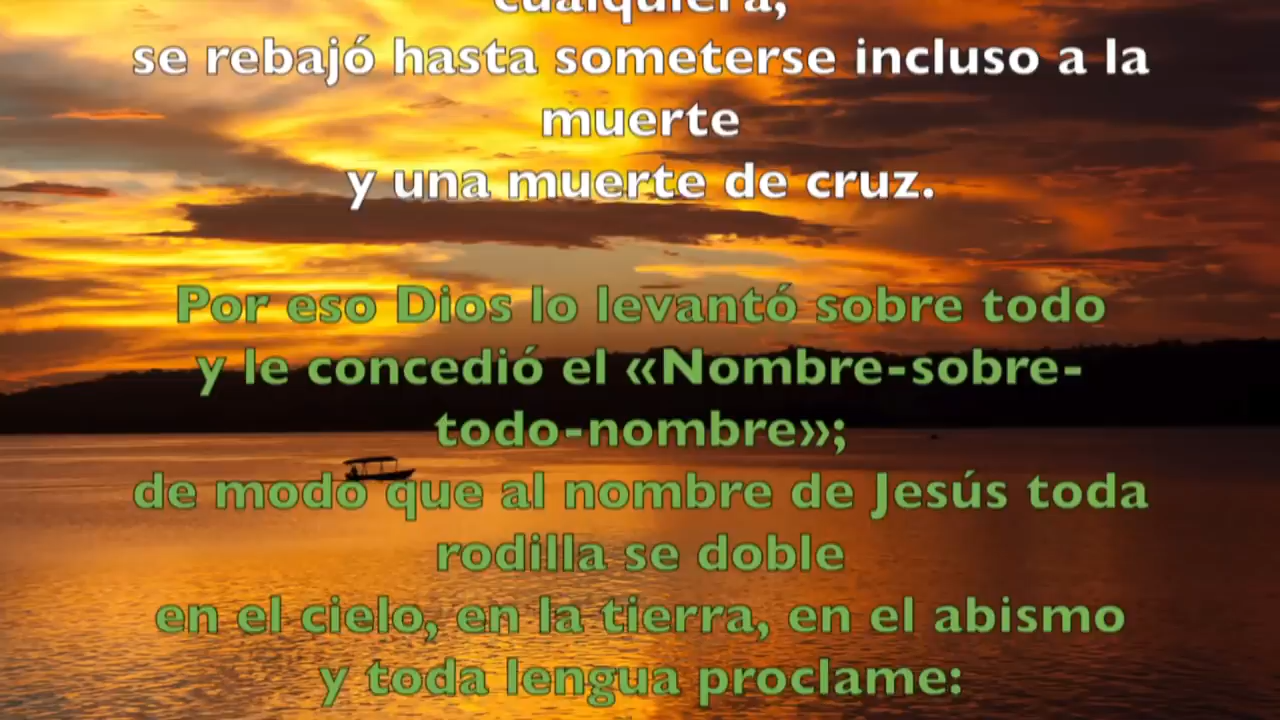 cualquiera,
se rebajó hasta someterse incluso a la
muerte
y una muerte de cruz.
Por eso Dios lo levantó sobre todo
y le concedió el «Nombre-sobre-
todo-nombre»;
de modo que al nombre de Jesús toda
rodilla se doble
en el cielo, en la tierra, en el abismo
y toda lengua proclame: